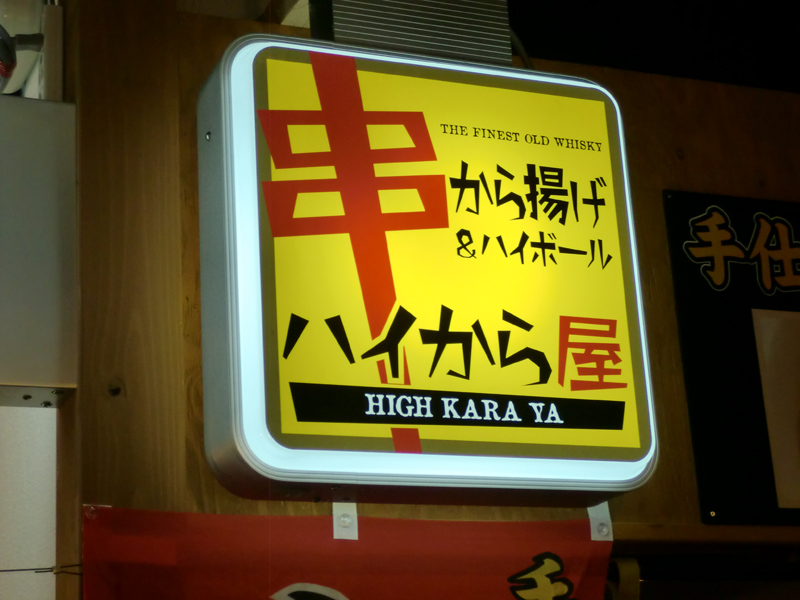 串
THE FINEST OLD WHISKY
から揚げ
&ハイボール
ハイから屋
HIGH KARA YA
手仕
手